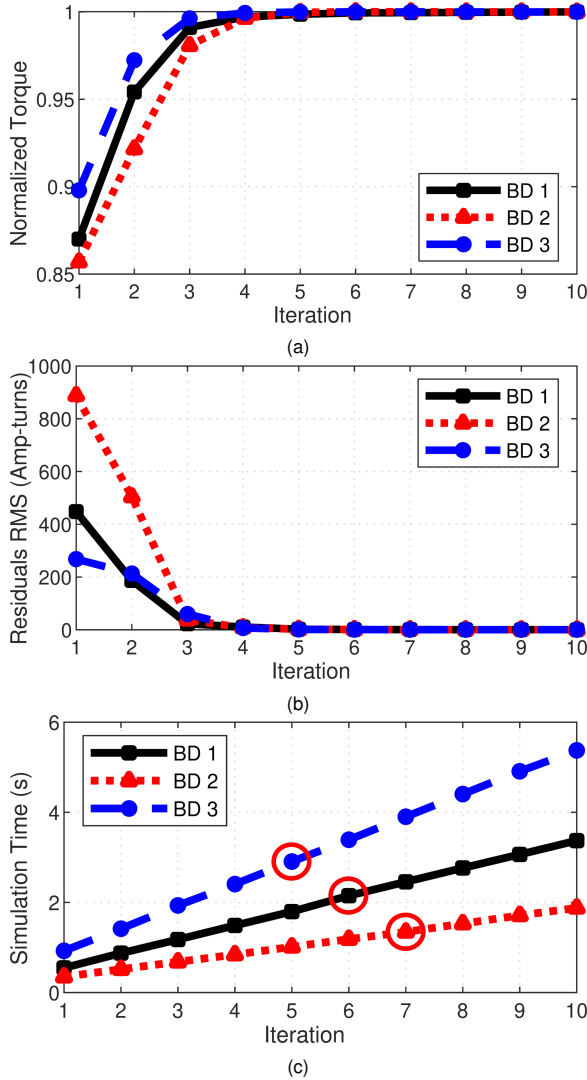 1
0.95
0.9
0.85
Normalized Torque
BD 1
BD 2
BD 3
1 2 3 4 5 6 7 8 9 10
Iteration
(a)
1000
800
600
400
200
0
Residuals RMS (Amp-turns)
BD 1
BD 2
BD 3
1 2 3 4 5 6 7 8 9 10
Iteration
(b)
6
4
2
0
Simulation Time (s)
BD 1
BD 2
BD 3
1 2 3 4 5 6 7 8 9 10
Iteration
(c)